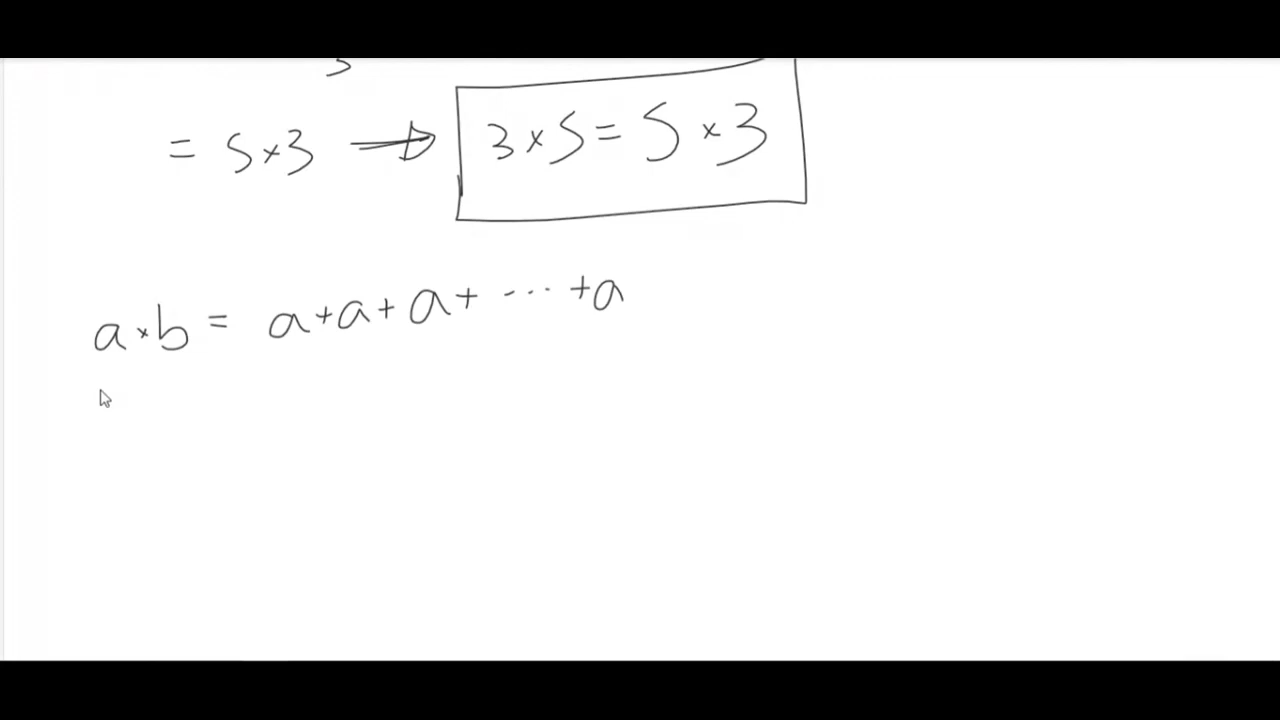 = 5×3 → 3×5=5×3
a×b = a+a+a+ ... +a